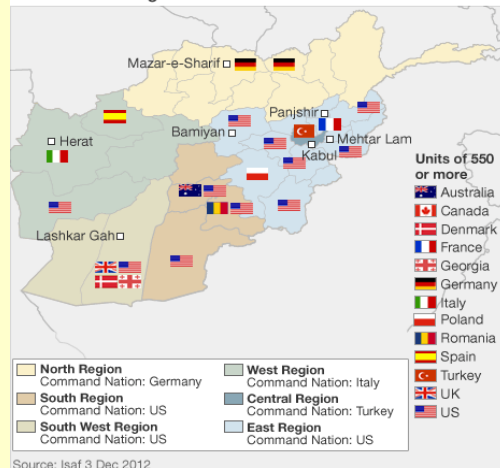 Mazar-e-Sharif
Panjshir
Bamiyan
Mehtar Lam
Herat
Kabul
Lashkar Gah
Units of 550
or more
Australia
Canada
Denmark
France
Georgia
Germany
Italy
Poland
Romania
Spain
Turkey
UK
US
North Region
Command Nation: Germany
South Region
Command Nation: US
South West Region
Command Nation: US
West Region
Command Nation: Italy
Central Region
Command Nation: Turkey
East Region
Command Nation: US
Source: Isaf 3 Dec 2012